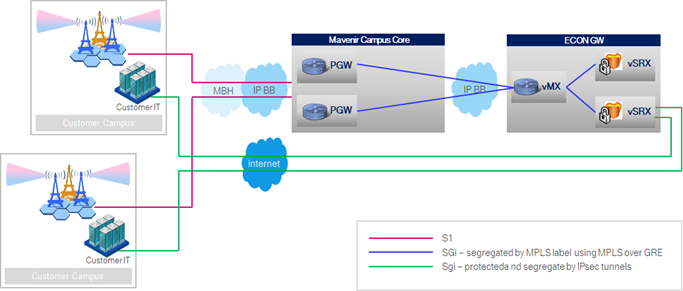 Mavenir Campus Core
ECON GW
PGW
vSRX
MBH
IP BB
IP BB
vMX
Customer IT
PGW
vSRX
Customer Campus
internet
Customer IT
Customer Campus
S1
SGi – segregated by MPLS label using MPLS over GRE
Sgi – protecteda nd segregate by IPsec tunnels